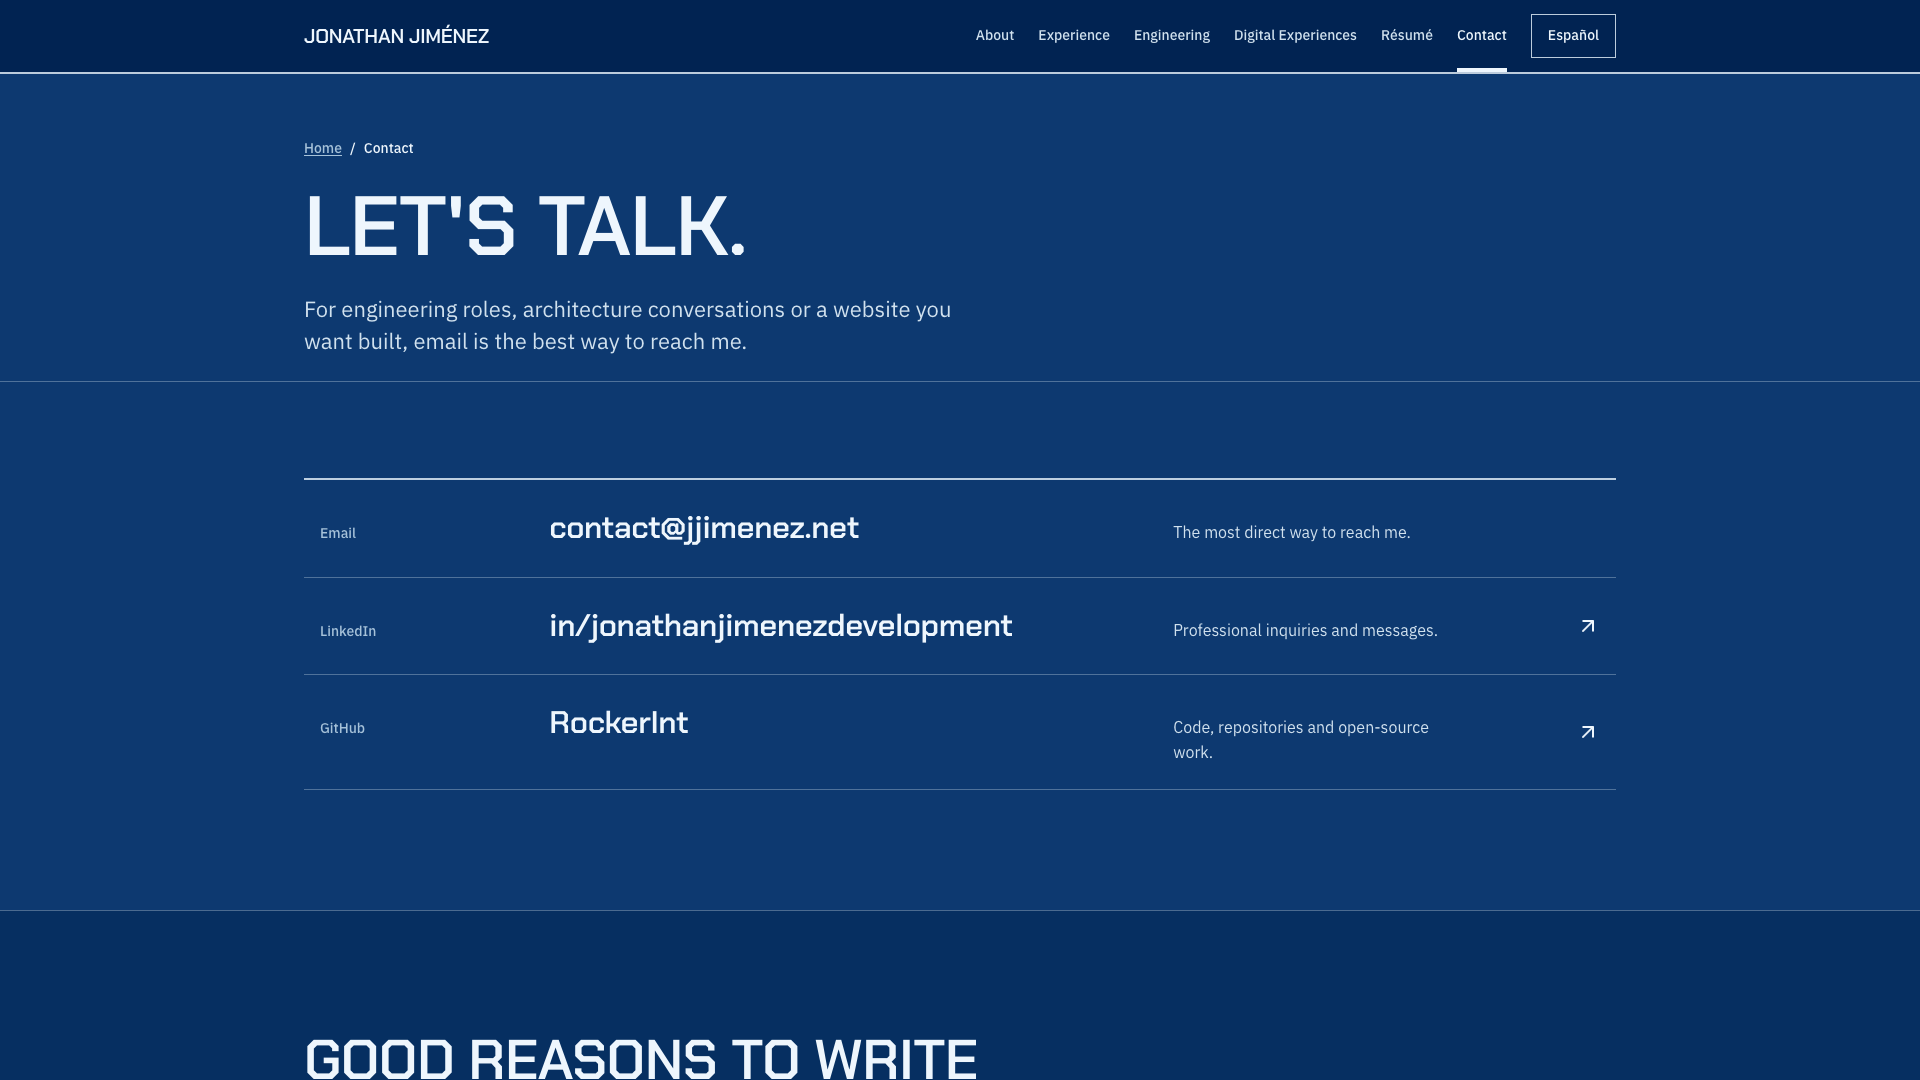 JONATHAN JIMÉNEZ
About Experience Engineering Digital Experiences Résumé Contact Español
Home / Contact
LET'S TALK.
For engineering roles, architecture conversations or a website you
want built, email is the best way to reach me.
Email contact@jjimenez.net The most direct way to reach me.
LinkedIn in/jonathanjimenezdevelopment Professional inquiries and messages.
GitHub RockerInt Code, repositories and open-source
work.
GOOD REASONS TO WRITE